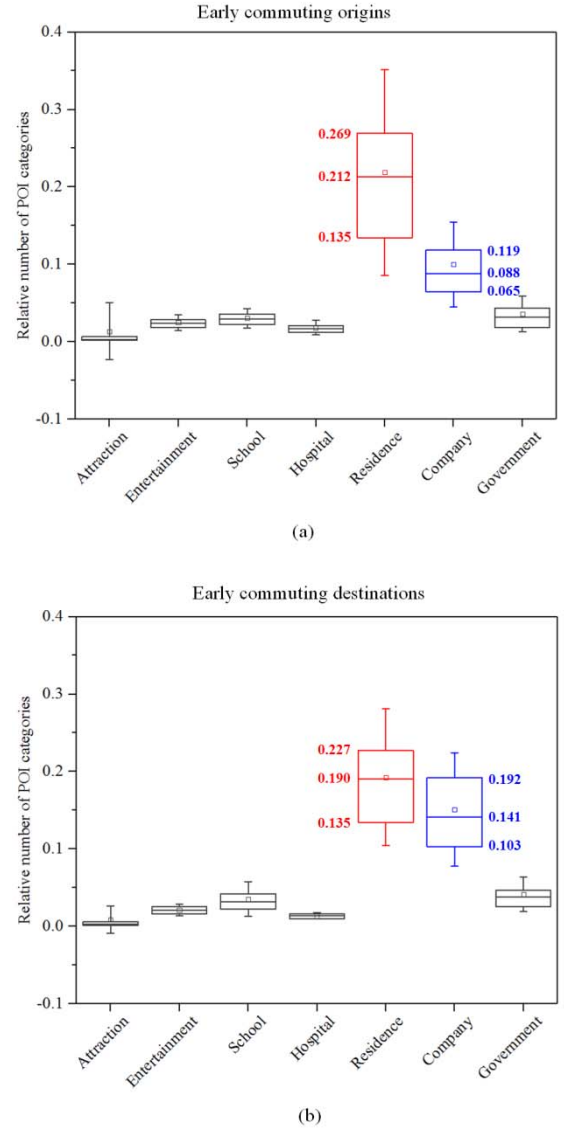 Early commuting origins
Relative number of POI categories
0.4
0.3
0.2
0.1
0.0
-0.1
0.269
0.212
0.135
0.119
0.088
0.065
Attraction
Entertainment
School
Hospital
Residence
Company
Government
(a)
Early commuting destinations
Relative number of POI categories
0.4
0.3
0.2
0.1
0.0
-0.1
0.227
0.190
0.135
0.192
0.141
0.103
Attraction
Entertainment
School
Hospital
Residence
Company
Government
(b)